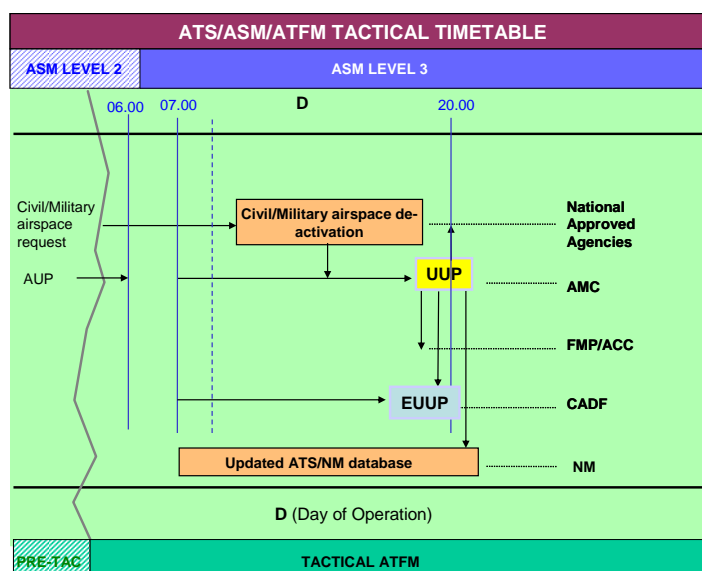 ATS/ASM/ATFM TACTICAL TIMETABLE
ASM LEVEL 2
ASM LEVEL 3
06.00
07.00
D
20.00
Civil/Military
airspace
request
Civil/Military airspace de-
activation
National
Approved
Agencies
AUP
UUP
AMC
FMP/ACC
EUUP
CADF
Updated ATS/NM database
NM
D (Day of Operation)
PRE-TAC
TACTICAL ATFM